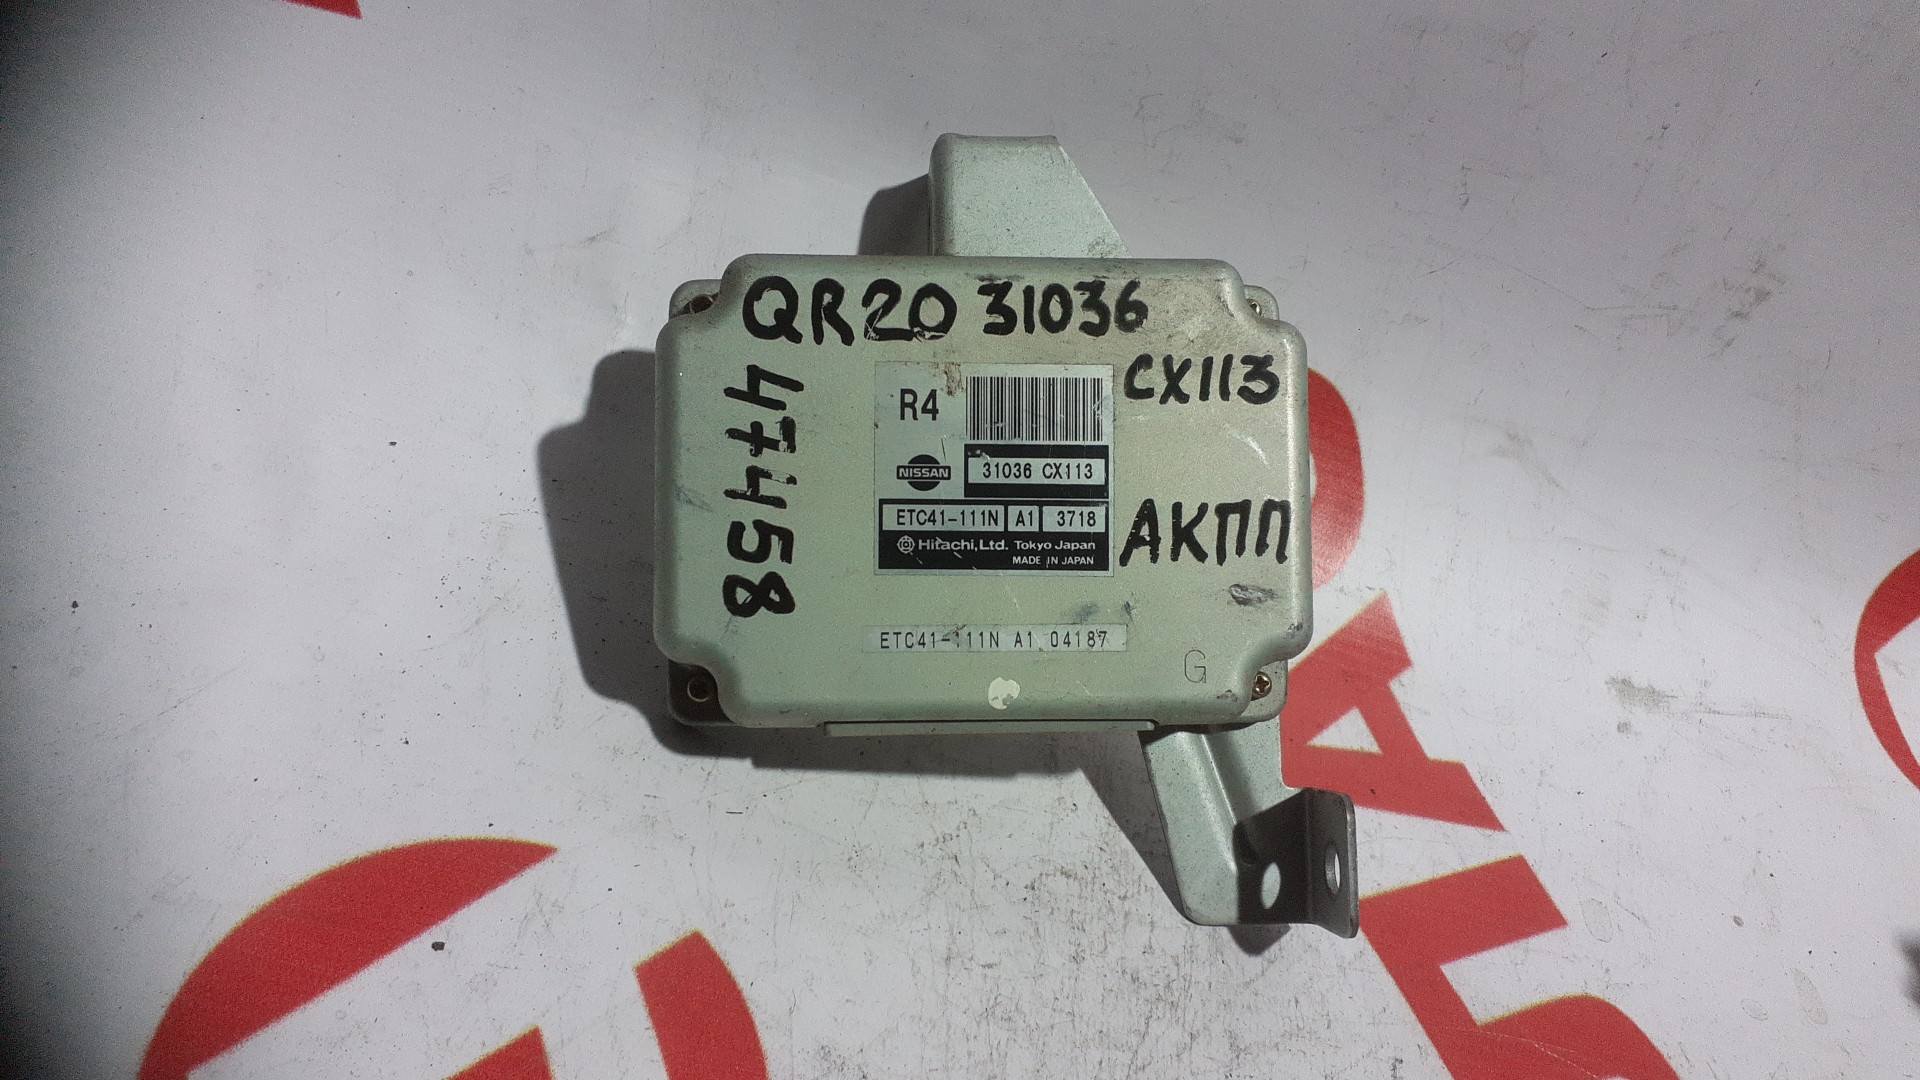 QR20 31036
CX113
47458
R4
NISSAN
31036 CX113
ETC41-111N A1 3718
Hitachi, Ltd. Tokyo Japan
MADE IN JAPAN
АКПП
ETC41-111N A1 04187
G